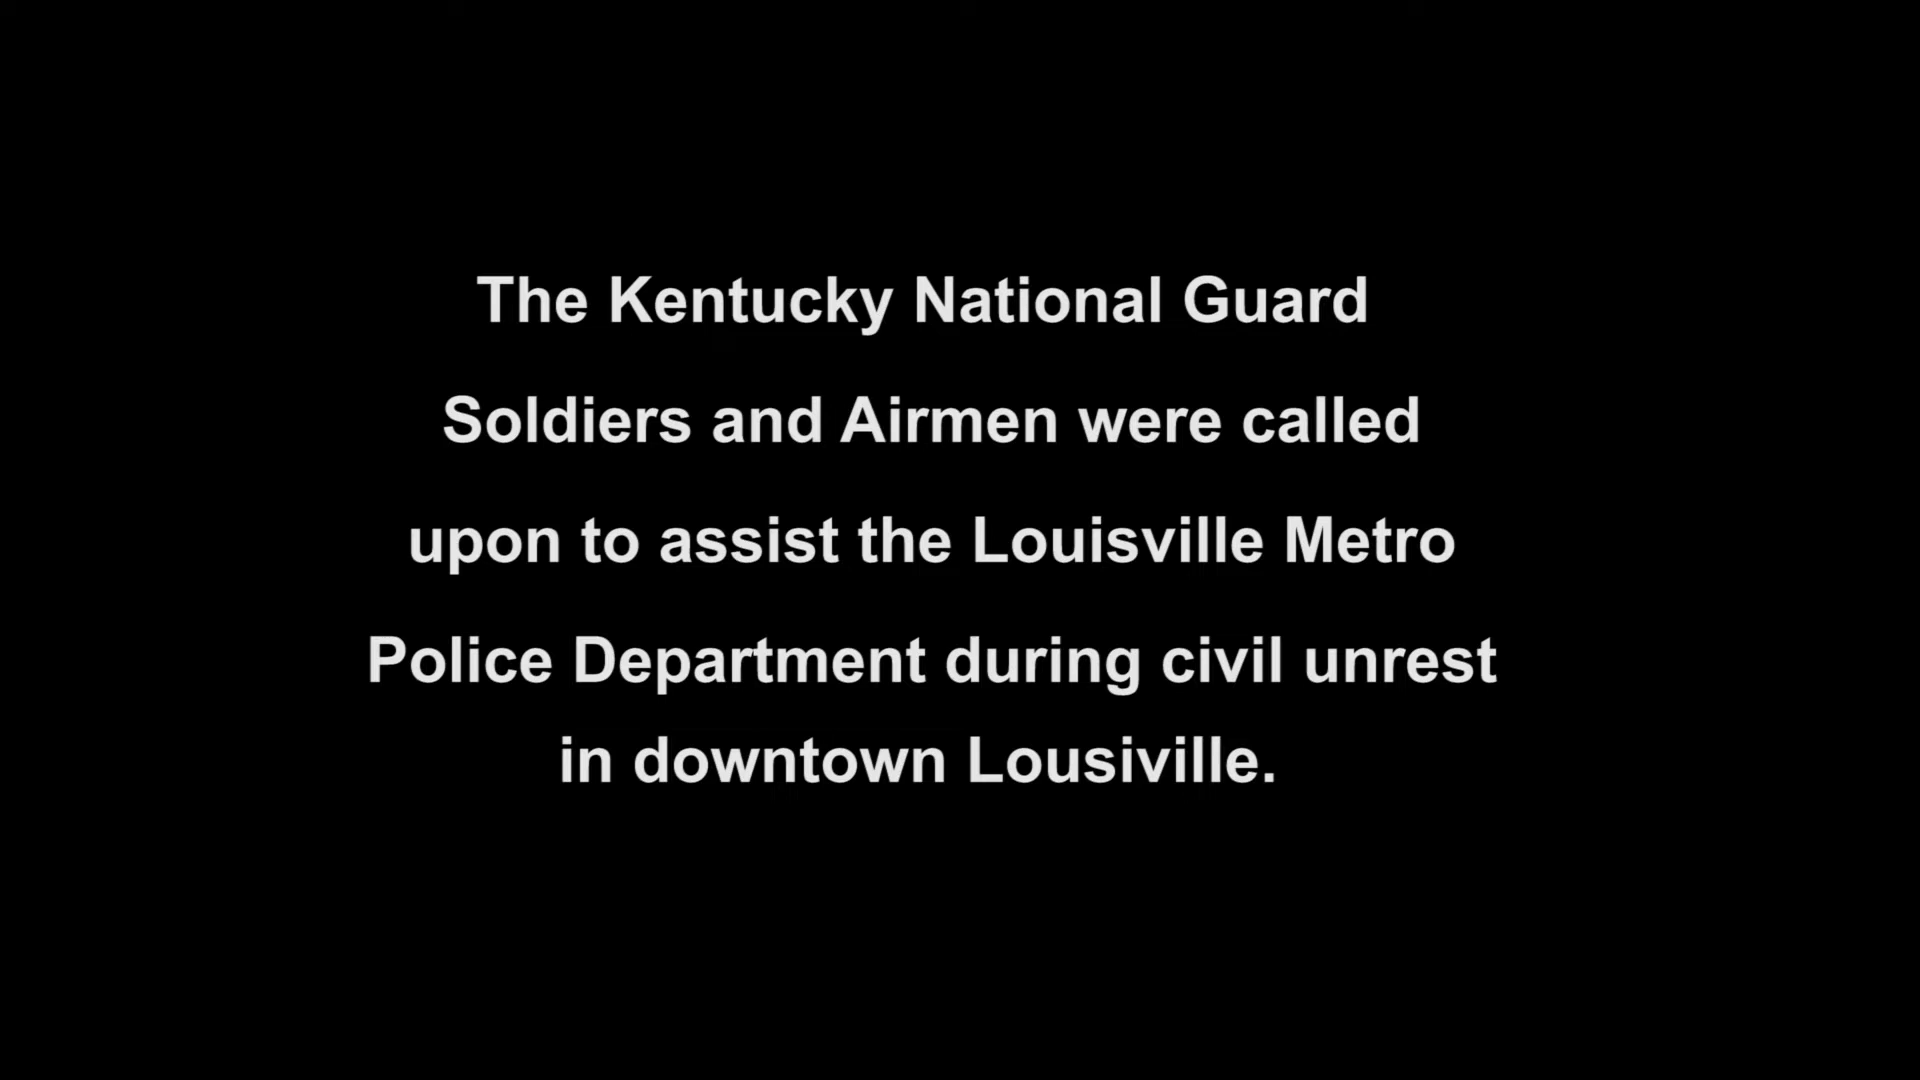 The Kentucky National Guard
Soldiers and Airmen were called
upon to assist the Louisville Metro
Police Department during civil unrest
in downtown Lousiville.